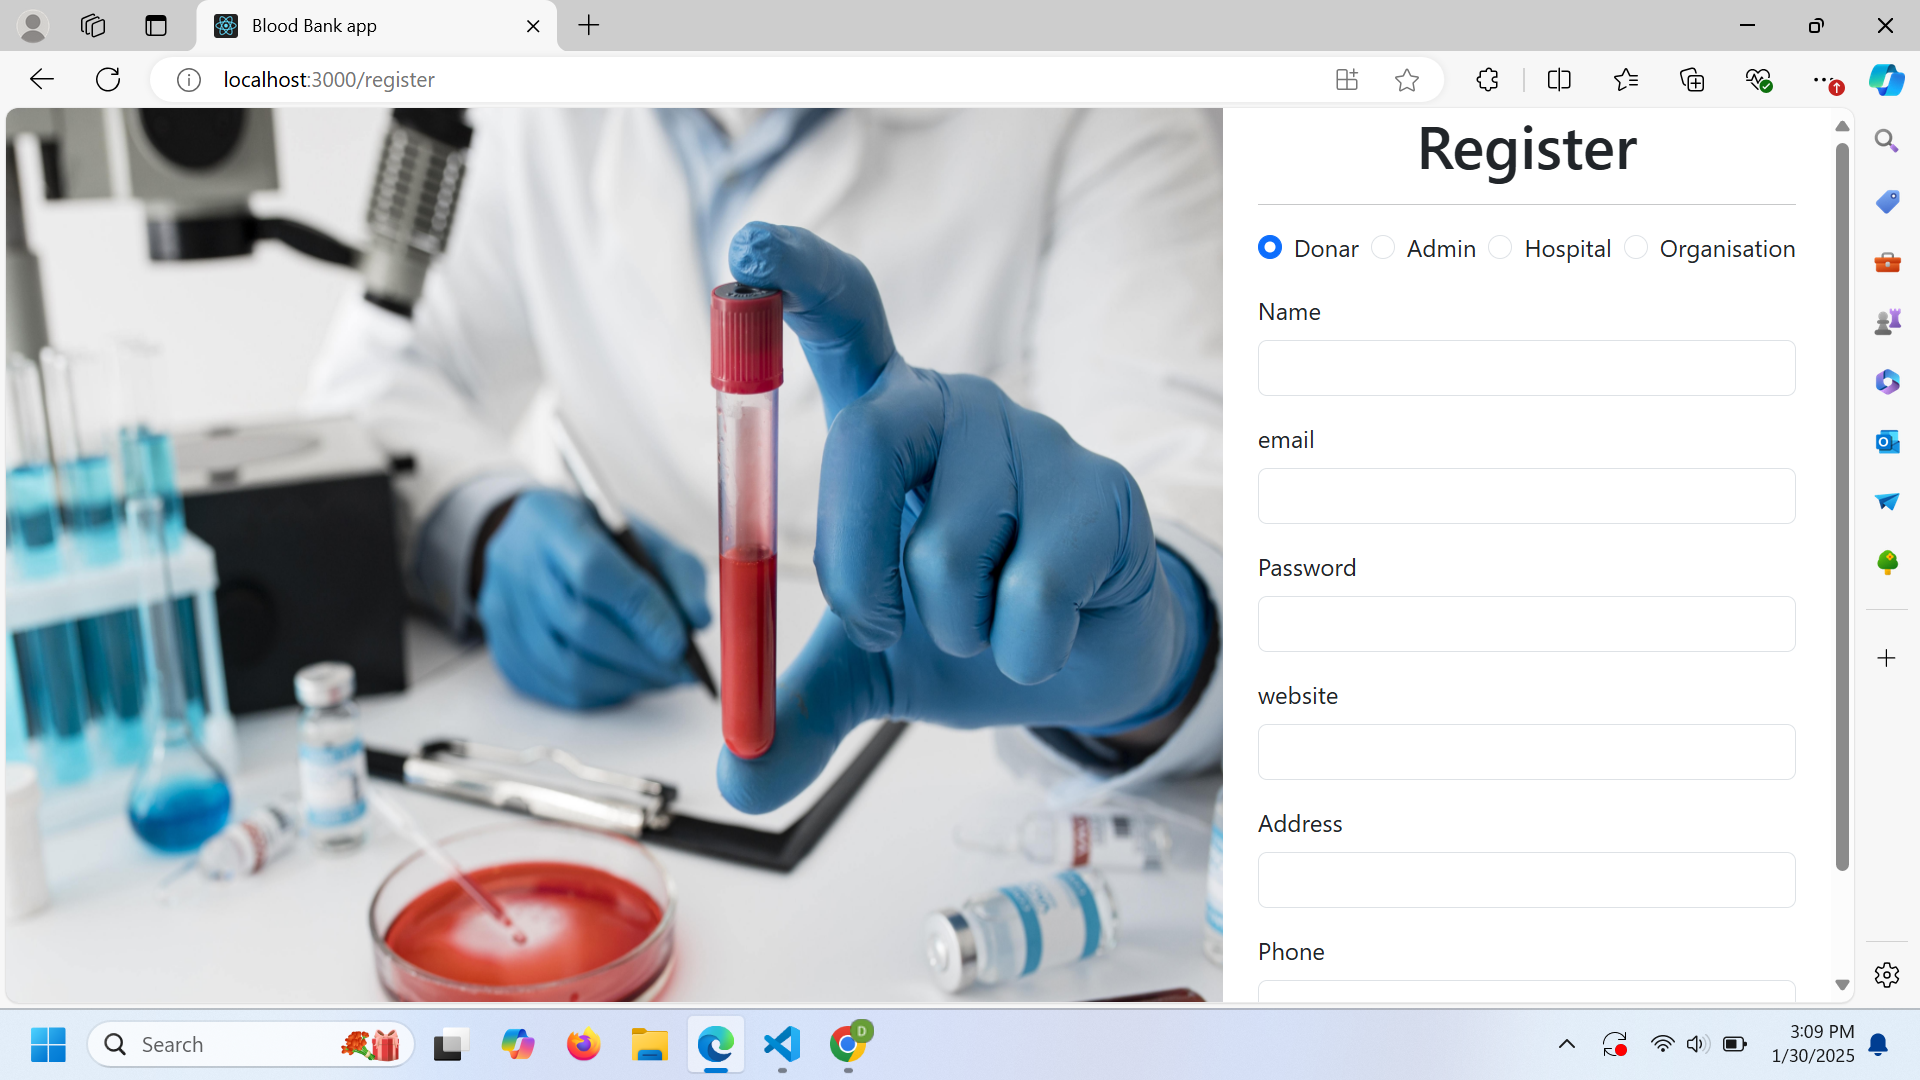 Blood Bank app
localhost:3000/register
Register
Donar Admin Hospital Organisation
Name
email
Password
website
Address
Phone
Search
D
3:09 PM
1/30/2025